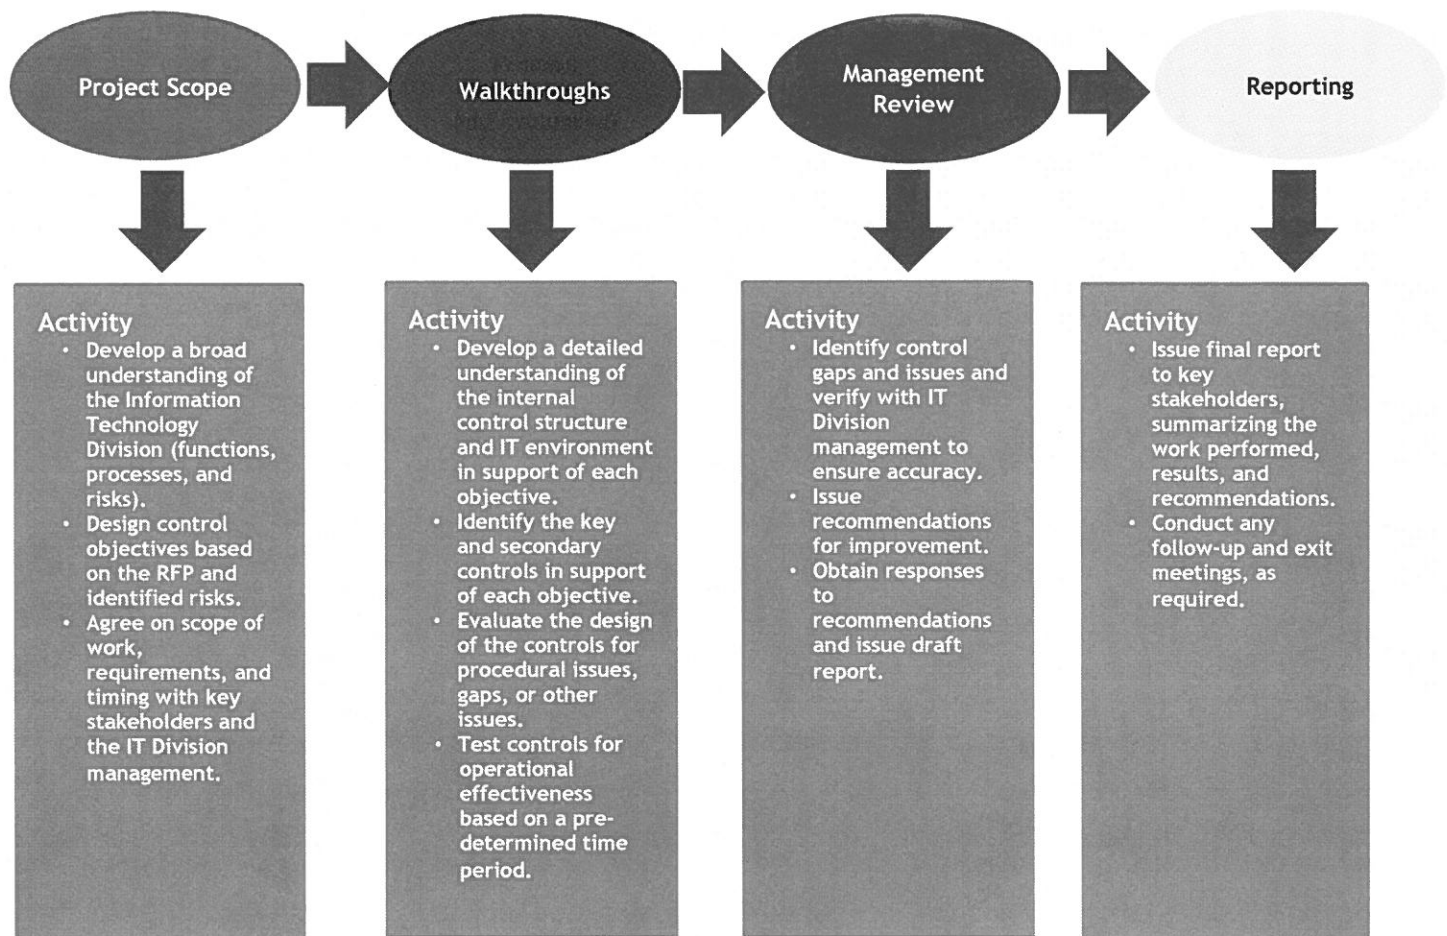 Project Scope
Walkthroughs
Management
Review
Reporting
Activity
• Develop a broad
understanding of
the Information
Technology
Division (functions,
processes, and
risks).
• Design control
objectives based
on the RFP and
identified risks.
• Agree on scope of
work,
requirements, and
timing with key
stakeholders and
the IT Division
management.
Activity
• Develop a detailed
understanding of
the internal
control structure
and IT environment
in support of each
objective.
• Identify the key
and secondary
controls in support
of each objective.
• Evaluate the design
of the controls for
procedural issues,
gaps, or other
issues.
• Test controls for
operational
effectiveness
based on a pre-
determined time
period.
Activity
• Identify control
gaps and issues and
verify with IT
Division
management to
ensure accuracy.
• Issue
recommendations
for improvement.
• Obtain responses
to
recommendations
and issue draft
report.
Activity
• Issue final report
to key
stakeholders,
summarizing the
work performed,
results, and
recommendations.
• Conduct any
follow-up and exit
meetings, as
required.